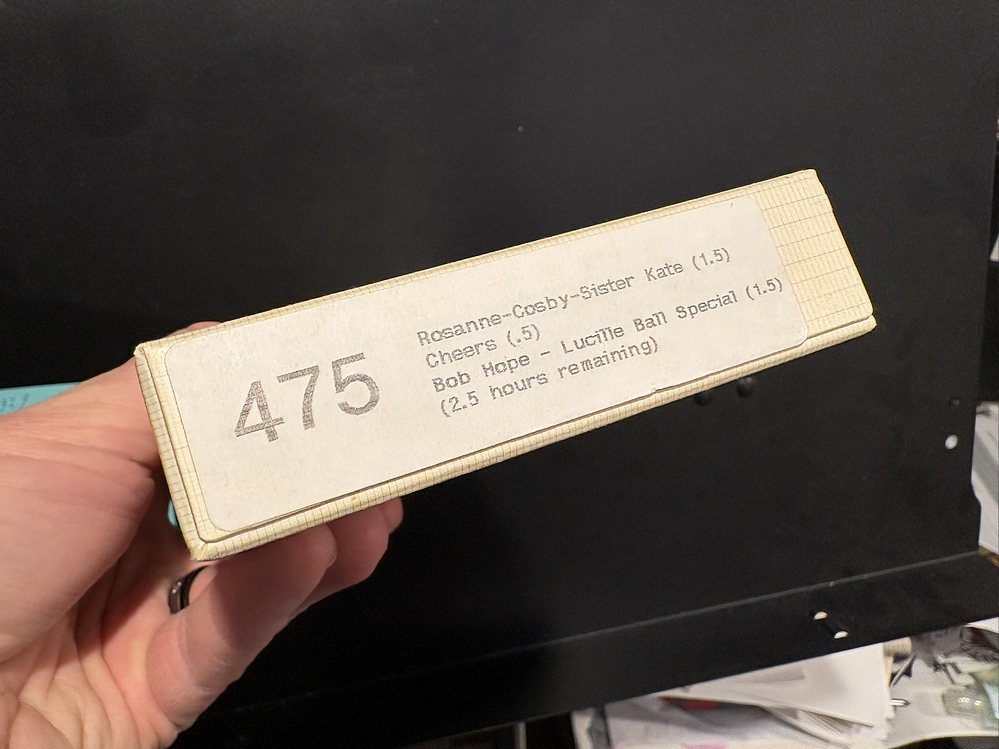 475
Rosanne-Cosby-Sister Kate (1.5)
Cheers (.5)
Bob Hope - Lucille Ball Special (1.5)
(2.5 hours remaining)